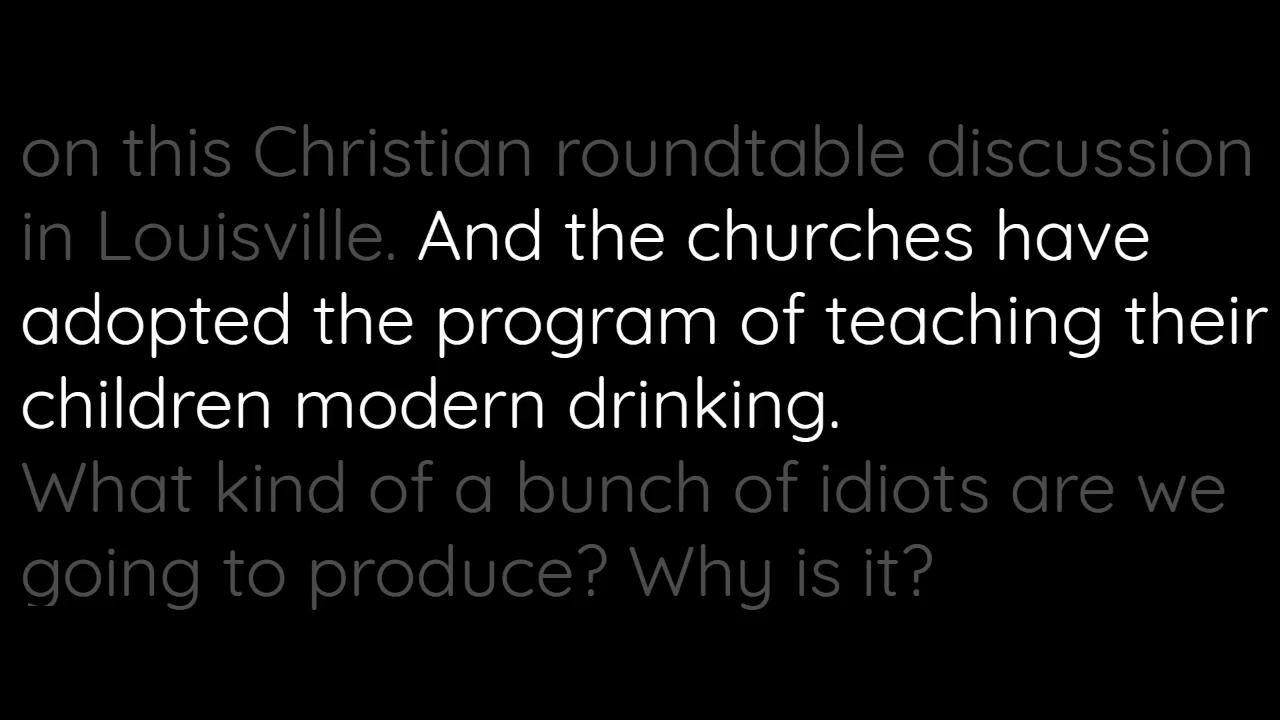 on this Christian roundtable discussion
in Louisville. And the churches have
adopted the program of teaching their
children modern drinking.
What kind of a bunch of idiots are we
going to produce? Why is it?